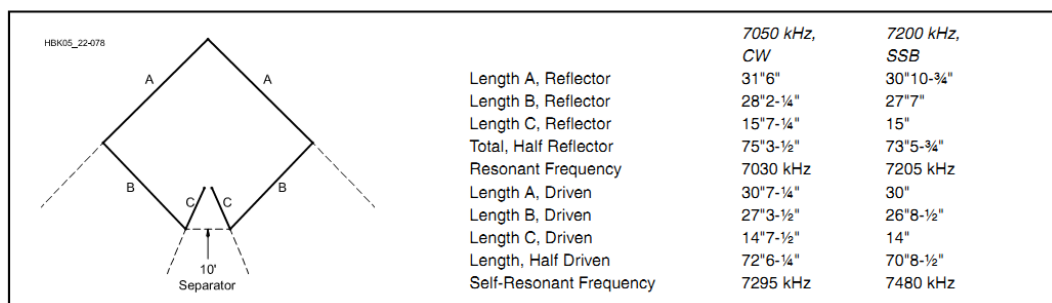 HBK05_22-078
A
A
B
B
C
C
10'
Separator
7050 kHz, 7200 kHz,
CW SSB
Length A, Reflector 31"6" 30"10-¾"
Length B, Reflector 28"2-¼" 27"7"
Length C, Reflector 15"7-¼" 15"
Total, Half Reflector 75"3-½" 73"5-¾"
Resonant Frequency 7030 kHz 7205 kHz
Length A, Driven 30"7-¼" 30"
Length B, Driven 27"3-½" 26"8-½"
Length C, Driven 14"7-½" 14"
Length, Half Driven 72"6-¼" 70"8-½"
Self-Resonant Frequency 7295 kHz 7480 kHz